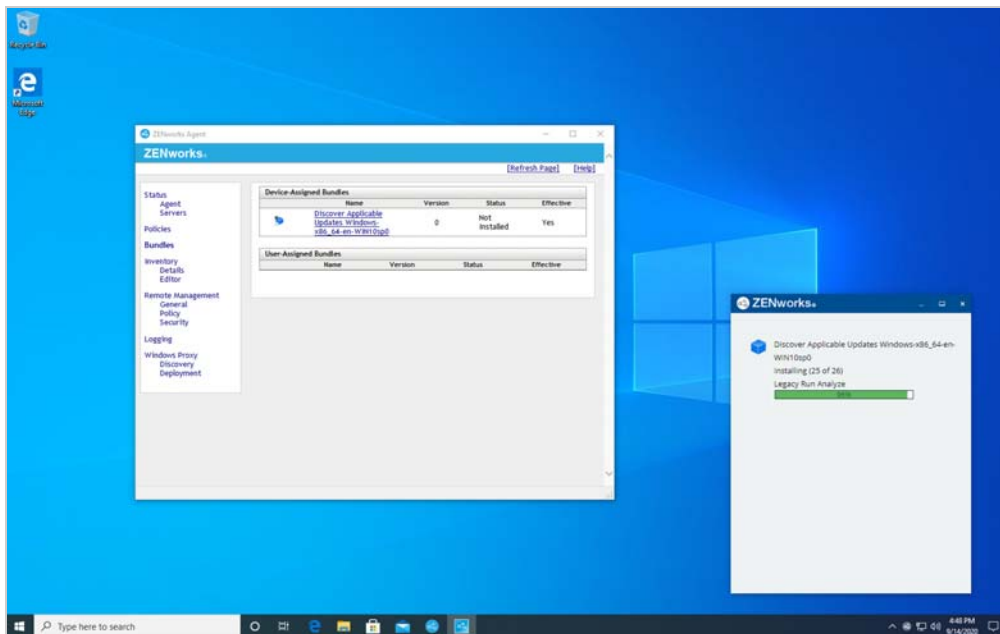 Recycle Bin
Microsoft
Edge
ZENworks Agent
ZENworks®
[Refresh Page] [Help]
Status
Agent
Servers
Policies
Bundles
Inventory
Details
Editor
Remote Management
General
Policy
Security
Logging
Windows Proxy
Discovery
Deployment
Device-Assigned Bundles
Name Version Status Effective
Discover Applicable
Updates Windows-
x86_64-en-WIN10sp0
0
Not
Installed
Yes
User-Assigned Bundles
Name Version Status Effective
ZENworks®
Discover Applicable Updates Windows-x86_64-en-
WIN10sp0
Installing (25 of 26)
Legacy Run Analyze
Type here to search
4:48 PM
9/14/2020